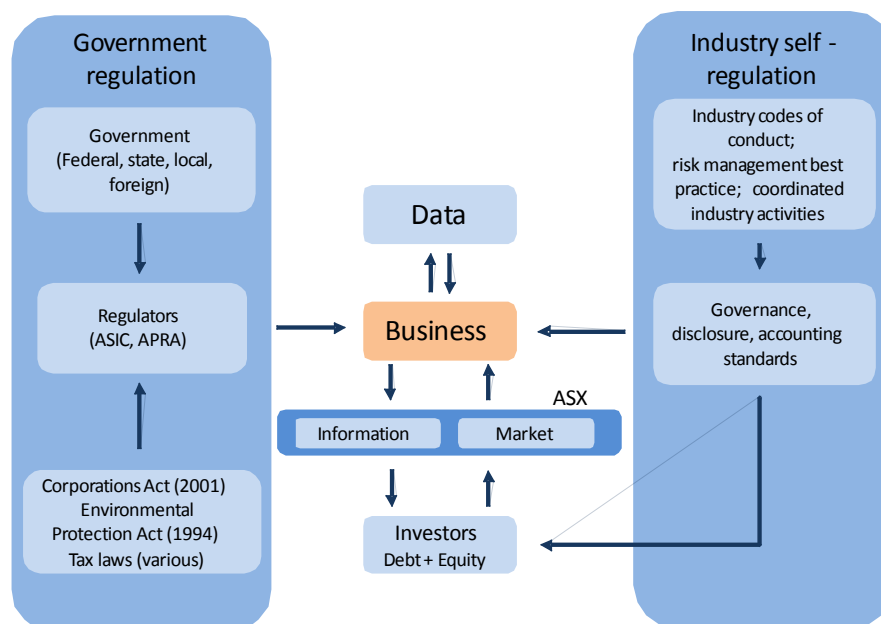 Government
regulation
Government
(Federal, state, local,
foreign)
Regulators
(ASIC, APRA)
Corporations Act (2001)
Environmental
Protection Act (1994)
Tax laws (various)
Data
Business
ASX
Information
Market
Investors
Debt + Equity
Industry self -
regulation
Industry codes of
conduct;
risk management best
practice; coordinated
industry activities
Governance,
disclosure, accounting
standards